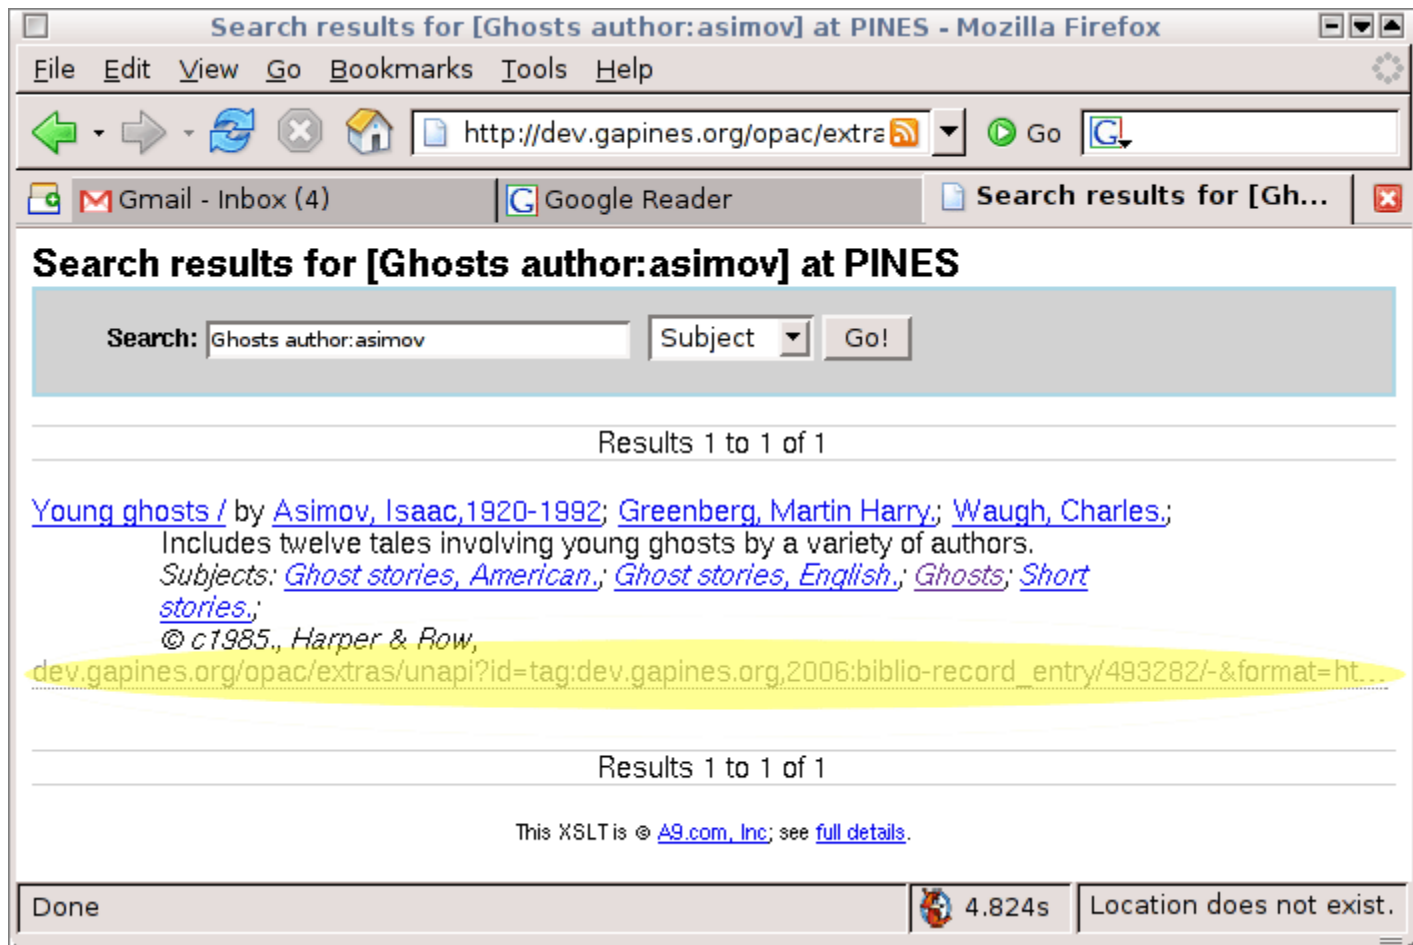 Search results for [Ghosts author:asimov] at PINES - Mozilla Firefox
File Edit View Go Bookmarks Tools Help
http://dev.gapines.org/opac/extra Go G
Gmail - Inbox (4) G Google Reader Search results for [Gh...
Search results for [Ghosts author:asimov] at PINES
Search: Ghosts author:asimov Subject Go!
Results 1 to 1 of 1
Young ghosts / by Asimov, Isaac,1920-1992; Greenberg, Martin Harry.; Waugh, Charles.;
Includes twelve tales involving young ghosts by a variety of authors.
Subjects: Ghost stories, American.; Ghost stories, English.; Ghosts; Short
stories.;
© c1985., Harper & Row,
dev.gapines.org/opac/extras/unapi?id=tag:dev.gapines.org,2006:biblio-record_entry/493282/-&format=ht...
Results 1 to 1 of 1
This XSLT is © A9.com, Inc; see full details.
Done 4.824s Location does not exist.